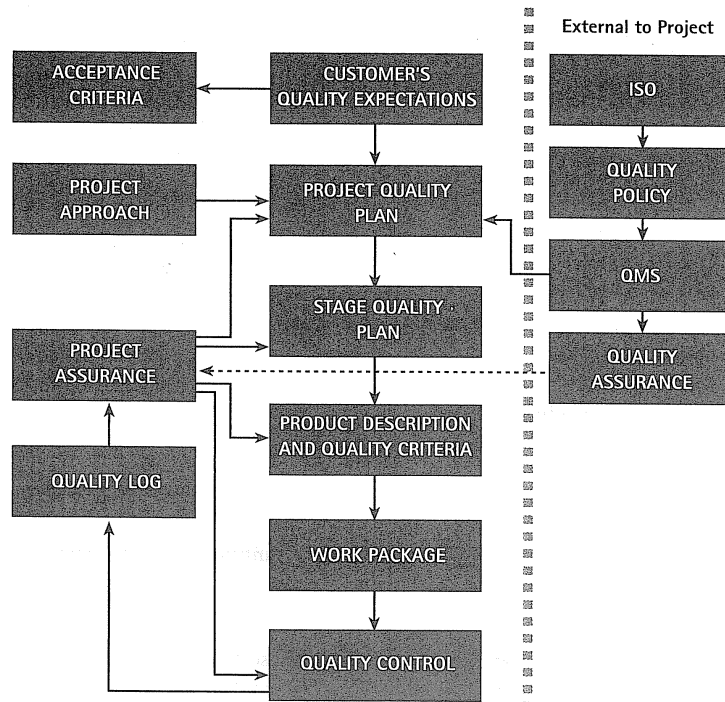 External to Project
ACCEPTANCE
CRITERIA
CUSTOMER'S
QUALITY EXPECTATIONS
ISO
PROJECT
APPROACH
PROJECT QUALITY
PLAN
QUALITY
POLICY
QMS
STAGE QUALITY
PLAN
PROJECT
ASSURANCE
QUALITY
ASSURANCE
PRODUCT DESCRIPTION
AND QUALITY CRITERIA
QUALITY LOG
WORK PACKAGE
QUALITY CONTROL